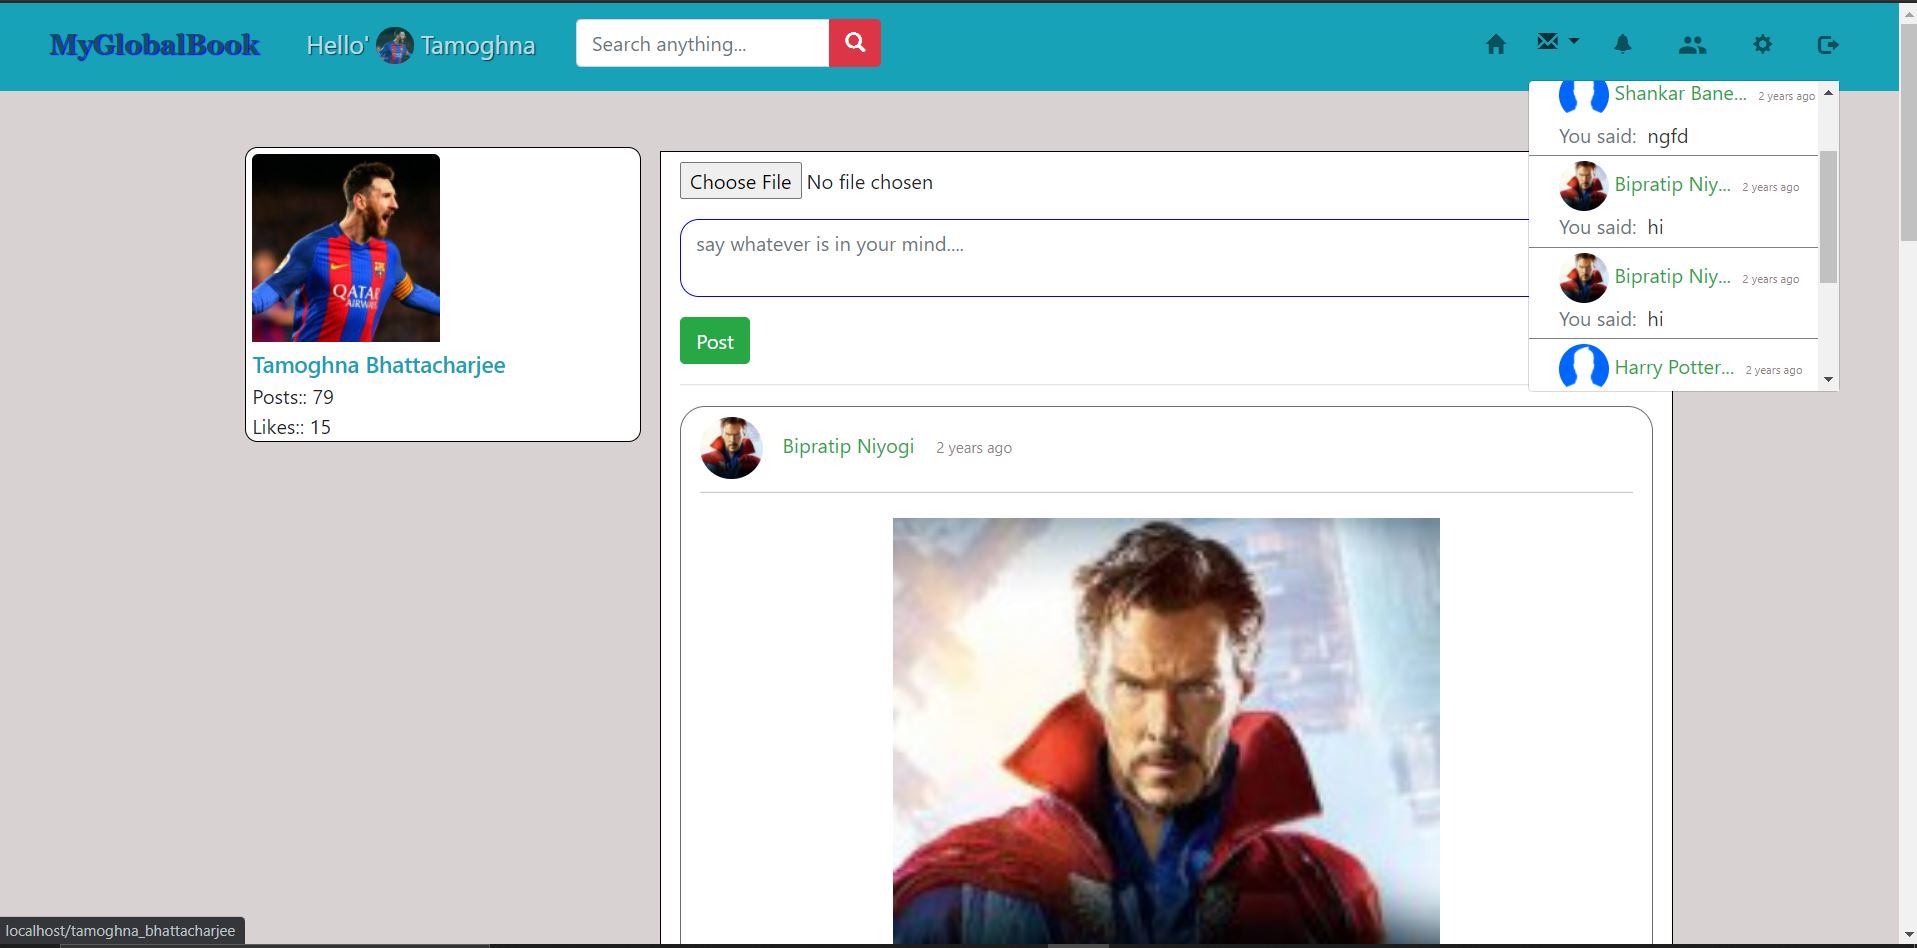 MyGlobalBook
Hello' Tamoghna
Search anything...
Shankar Bane... 2 years ago
You said: ngfd
Bipratip Niy... 2 years ago
You said: hi
Bipratip Niy... 2 years ago
You said: hi
Harry Potter... 2 years ago
QATAR
AIRWAYS
Tamoghna Bhattacharjee
Posts:: 79
Likes:: 15
Choose File No file chosen
say whatever is in your mind....
Post
Bipratip Niyogi 2 years ago
localhost/tamoghna_bhattacharjee